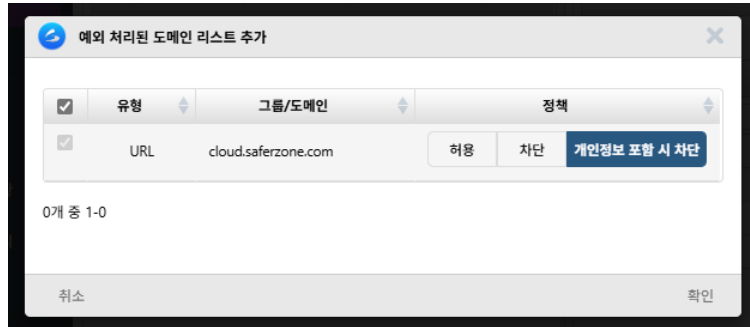 예외 처리된 도메인 리스트 추가
유형 그룹/도메인 정책
URL cloud.saferzone.com 허용 차단 개인정보 포함 시 차단
0개 중 1-0
취소 확인